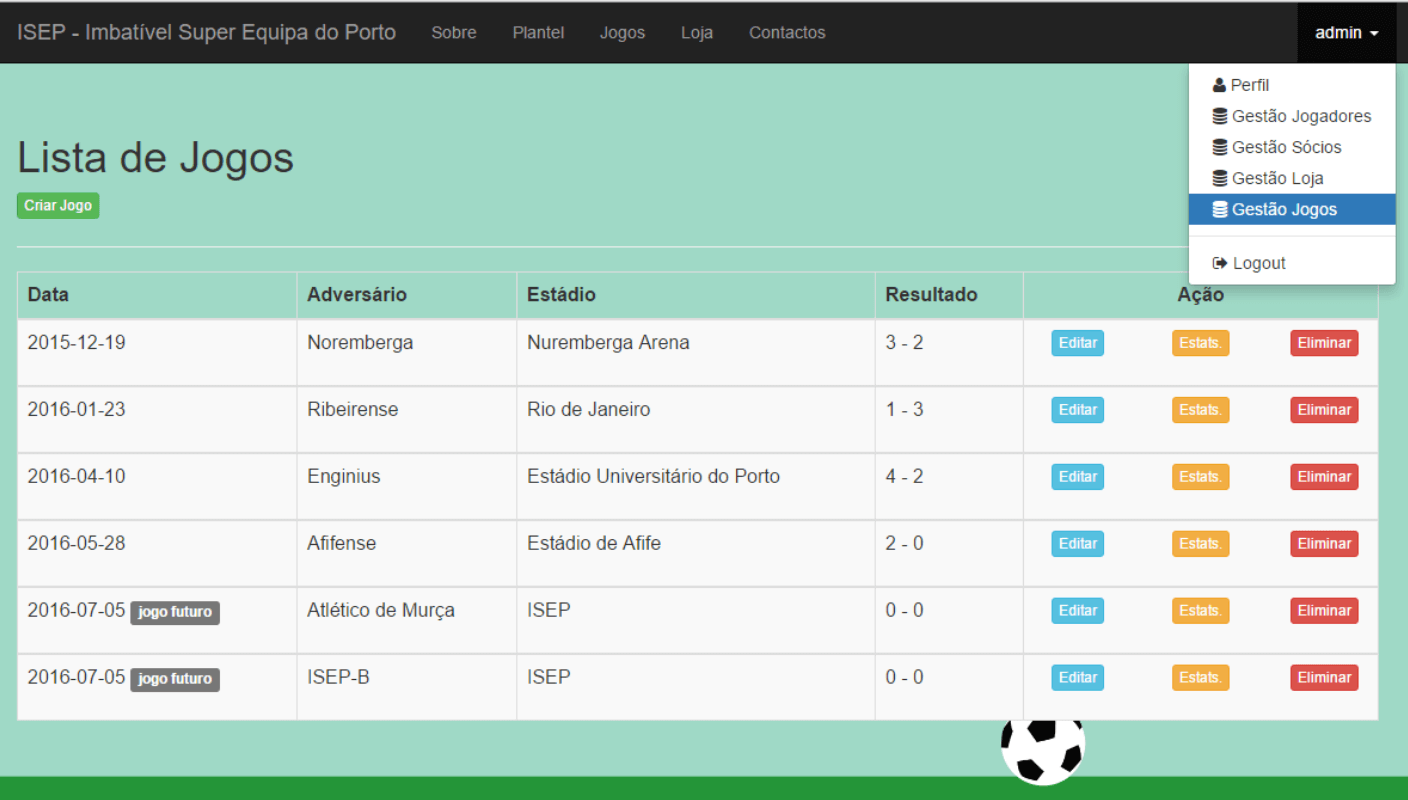 ISEP - Imbatível Super Equipa do Porto Sobre Plantel Jogos Loja Contactos admin
Perfil
Gestão Jogadores
Gestão Sócios
Gestão Loja
Gestão Jogos
Logout
Lista de Jogos
Criar Jogo
Data Adversário Estádio Resultado Ação
2015-12-19 Noremberga Nuremberga Arena 3 - 2 Editar Estats. Eliminar
2016-01-23 Ribeirense Rio de Janeiro 1 - 3 Editar Estats. Eliminar
2016-04-10 Enginius Estádio Universitário do Porto 4 - 2 Editar Estats. Eliminar
2016-05-28 Afifense Estádio de Afife 2 - 0 Editar Estats. Eliminar
2016-07-05 jogo futuro Atlético de Murça ISEP 0 - 0 Editar Estats. Eliminar
2016-07-05 jogo futuro ISEP-B ISEP 0 - 0 Editar Estats. Eliminar